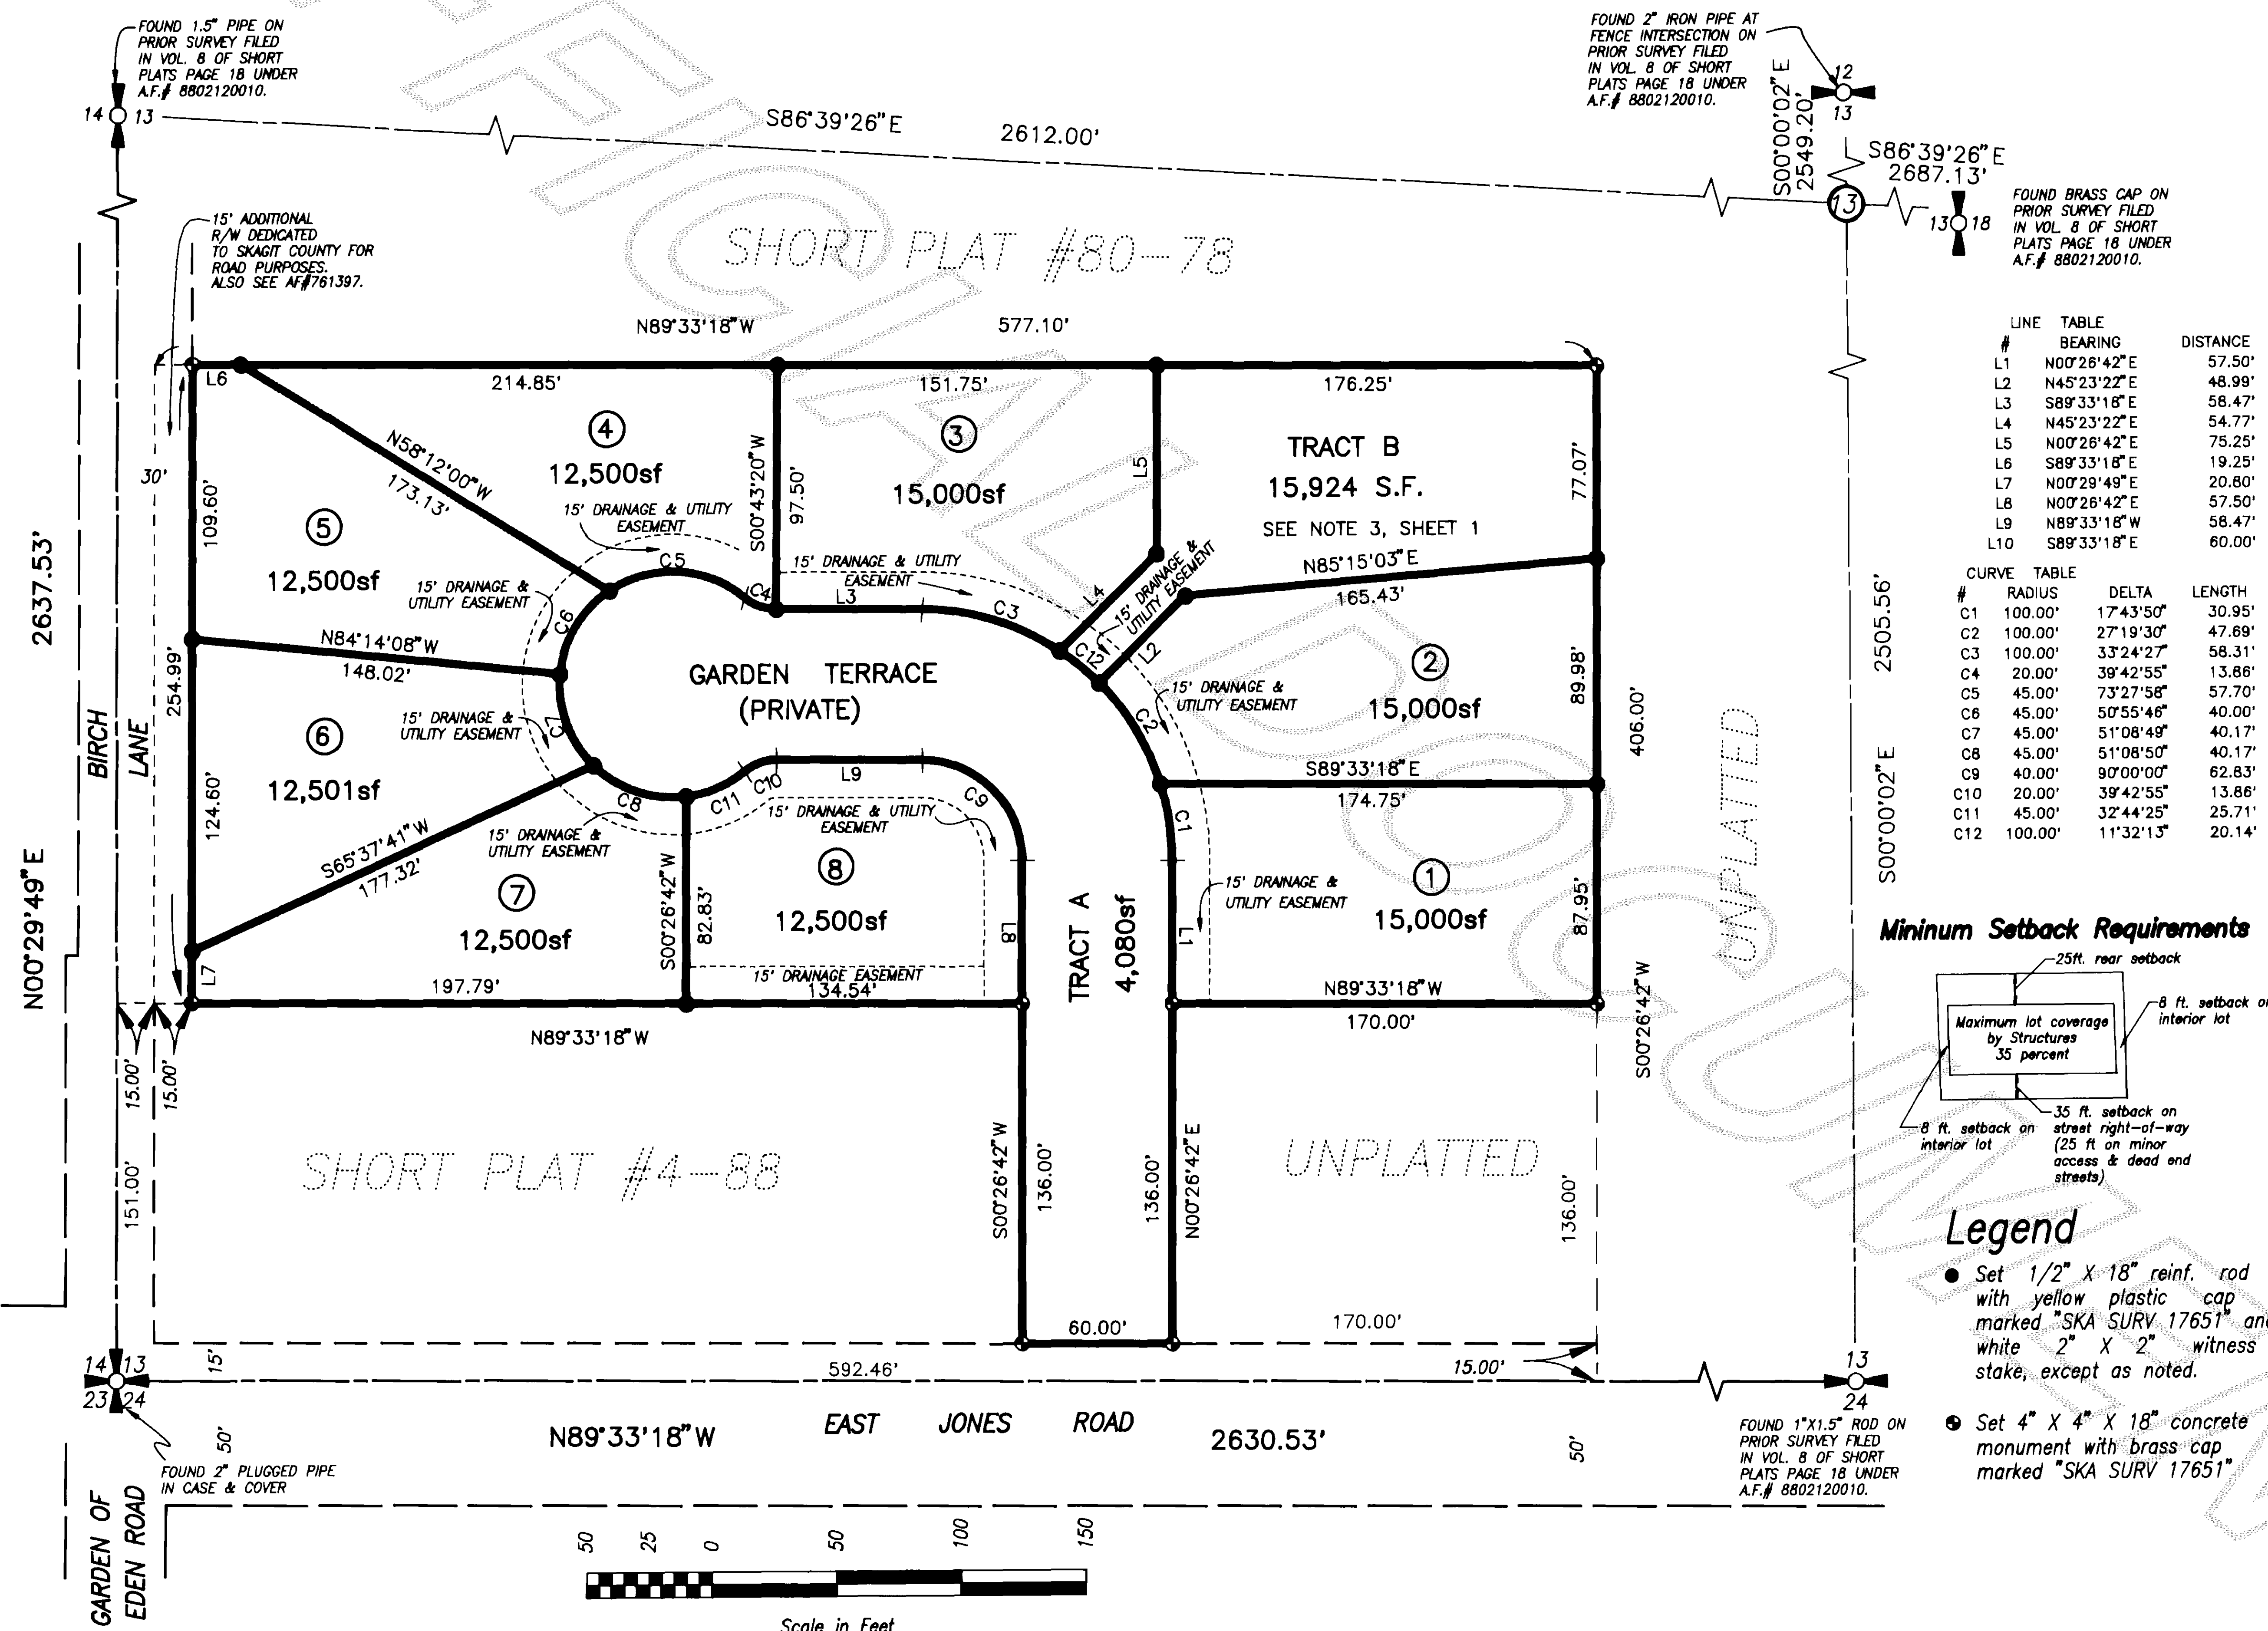 FOUND 1.5" PIPE ON
PRIOR SURVEY FILED
IN VOL. 8 OF SHORT
PLATS PAGE 18 UNDER
A.F.# 8802120010.
14 13
S86°39'26"E 2612.00'
FOUND 2" IRON PIPE AT
FENCE INTERSECTION ON
PRIOR SURVEY FILED
IN VOL. 8 OF SHORT
PLATS PAGE 18 UNDER
A.F.# 8802120010.
12
13
S00°00'02"E
2549.20'
S86°39'26"E
2687.13'
13
13 18
FOUND BRASS CAP ON
PRIOR SURVEY FILED
IN VOL. 8 OF SHORT
PLATS PAGE 18 UNDER
A.F.# 8802120010.
15' ADDITIONAL
R/W DEDICATED
TO SKAGIT COUNTY FOR
ROAD PURPOSES.
ALSO SEE AF#761397.
SHORT PLAT #80-78
N89°33'18"W 577.10'
L6
214.85'
151.75'
176.25'
LINE TABLE
# BEARING DISTANCE
L1 N00°26'42"E 57.50'
L2 N45°23'22"E 48.99'
L3 S89°33'18"E 58.47'
L4 N45°23'22"E 54.77'
L5 N00°26'42"E 75.25'
L6 S89°33'18"E 19.25'
L7 N00°29'49"E 20.80'
L8 N00°26'42"E 57.50'
L9 N89°33'18"W 58.47'
L10 S89°33'18"E 60.00'
CURVE TABLE
# RADIUS DELTA LENGTH
C1 100.00' 17°43'50" 30.95'
C2 100.00' 27°19'30" 47.69'
C3 100.00' 33°24'27" 58.31'
C4 20.00' 39°42'55" 13.86'
C5 45.00' 73°27'58" 57.70'
C6 45.00' 50°55'46" 40.00'
C7 45.00' 51°08'49" 40.17'
C8 45.00' 51°08'50" 40.17'
C9 40.00' 90°00'00" 62.83'
C10 20.00' 39°42'55" 13.86'
C11 45.00' 32°44'25" 25.71'
C12 100.00' 11°32'13" 20.14'
N58°12'00"W
173.13'
4
12,500sf
15' DRAINAGE & UTILITY
EASEMENT
S00°43'20"W
97.50'
3
15,000sf
L5
TRACT B
15,924 S.F.
SEE NOTE 3, SHEET 1
77.07'
30'
109.60'
5
12,500sf
15' DRAINAGE &
UTILITY EASEMENT
C5
C4
15' DRAINAGE & UTILITY
EASEMENT
L3
C3
L4
15' DRAINAGE &
UTILITY EASEMENT
N85°15'03"E
165.43'
C6
N84°14'08"W
148.02'
GARDEN TERRACE
(PRIVATE)
C12
L2
2
15,000sf
89.98'
15' DRAINAGE &
UTILITY EASEMENT
C2
2637.53'
N00°29'49"E
BIRCH
LANE
254.99'
6
12,501sf
124.60'
15' DRAINAGE &
UTILITY EASEMENT
C7
L9
C10
C11
C8
C9
S89°33'18"E
174.75'
C1
406.00'
UNPLATTED
2505.56'
S00°00'02"E
S65°37'41"W
177.32'
15' DRAINAGE &
UTILITY EASEMENT
7
12,500sf
S00°26'42"W
82.83'
15' DRAINAGE & UTILITY
EASEMENT
8
12,500sf
15' DRAINAGE EASEMENT
134.54'
L8
TRACT A
4,080sf
L1
15' DRAINAGE &
UTILITY EASEMENT
1
15,000sf
87.95'
L7
197.79'
N89°33'18"W
N89°33'18"W
170.00'
S00°26'42"W
Mininum Setback Requirements
25ft. rear setback
8 ft. setback on
interior lot
Maximum lot coverage
by Structures
35 percent
8 ft. setback on
interior lot
35 ft. setback on
street right-of-way
(25 ft on minor
access & dead end
streets)
15.00'
15.00'
151.00'
SHORT PLAT #4-88
S00°26'42"W
136.00'
136.00'
N00°26'42"E
UNPLATTED
136.00'
60.00'
170.00'
15.00'
592.46'
14 13
23 24
15'
50'
13
24
N89°33'18"W EAST JONES ROAD 2630.53'
50'
FOUND 2" PLUGGED PIPE
IN CASE & COVER
FOUND 1"X1.5" ROD ON
PRIOR SURVEY FILED
IN VOL. 8 OF SHORT
PLATS PAGE 18 UNDER
A.F.# 8802120010.
GARDEN OF
EDEN ROAD
Legend
Set 1/2" X 18" reinf. rod
with yellow plastic cap
marked "SKA SURV 17651" and
white 2" X 2" witness
stake, except as noted.
Set 4" X 4" X 18" concrete
monument with brass cap
marked "SKA SURV 17651"
50 25 0 50 100 150
Scale in Feet